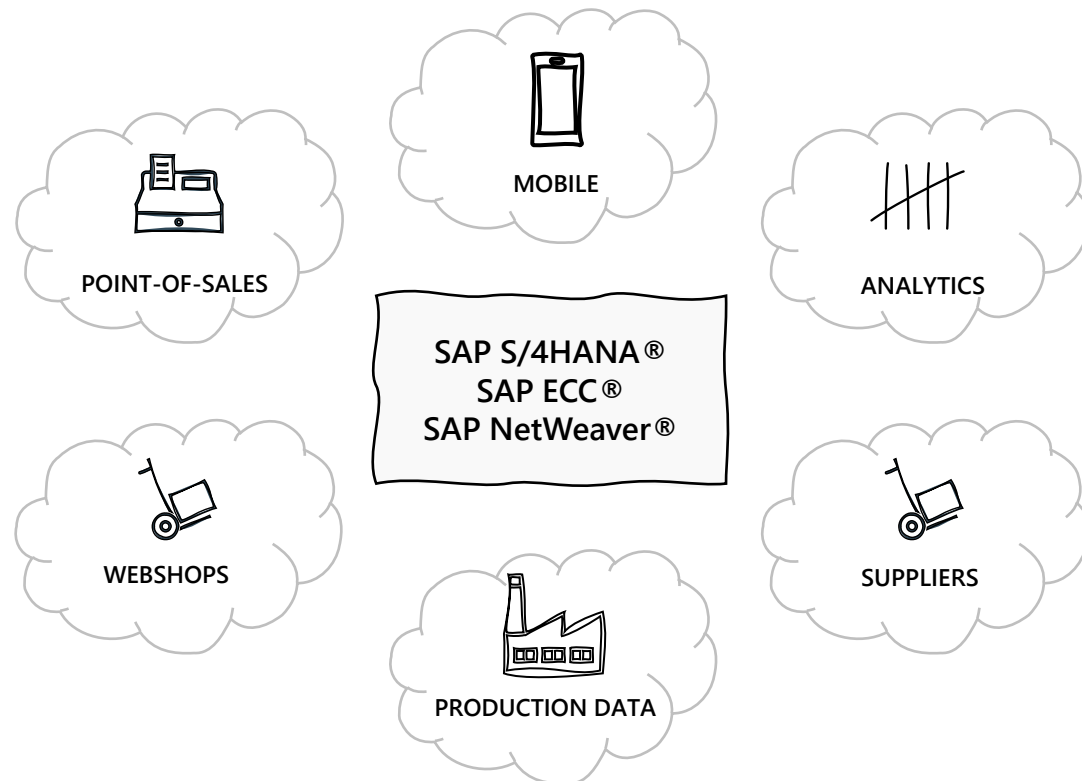 MOBILE
POINT-OF-SALES
ANALYTICS
SAP S/4HANA®
SAP ECC®
SAP NetWeaver®
WEBSHOPS
SUPPLIERS
PRODUCTION DATA